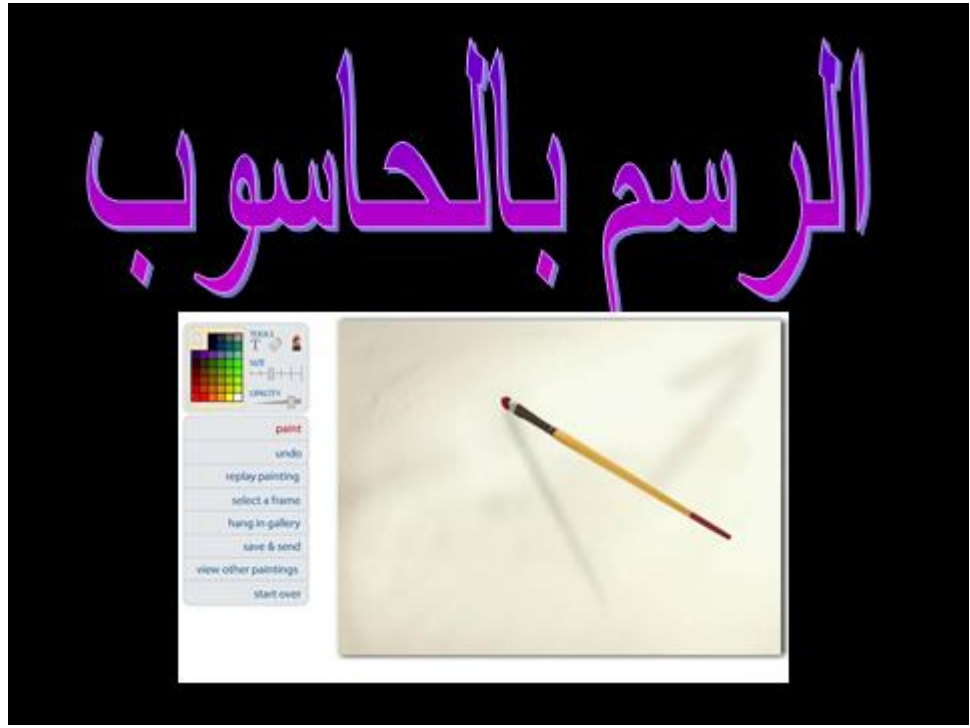 الرسم بالحاسوب
TOOLS
T
SIZE
OPACITY
paint
undo
replay painting
select a frame
hang in gallery
save & send
view other paintings
start over